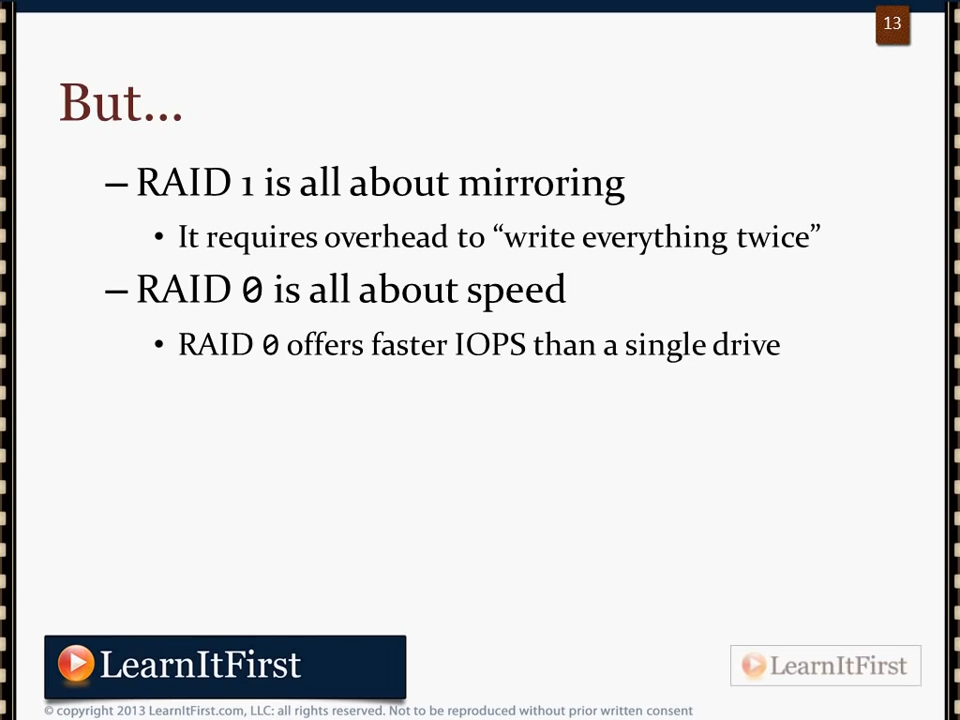 13
But…
– RAID 1 is all about mirroring
• It requires overhead to “write everything twice”
– RAID 0 is all about speed
• RAID 0 offers faster IOPS than a single drive
LearnItFirst
LearnItFirst
© copyright 2013 LearnItFirst.com, LLC: all rights reserved. Not to be reproduced without prior written consent